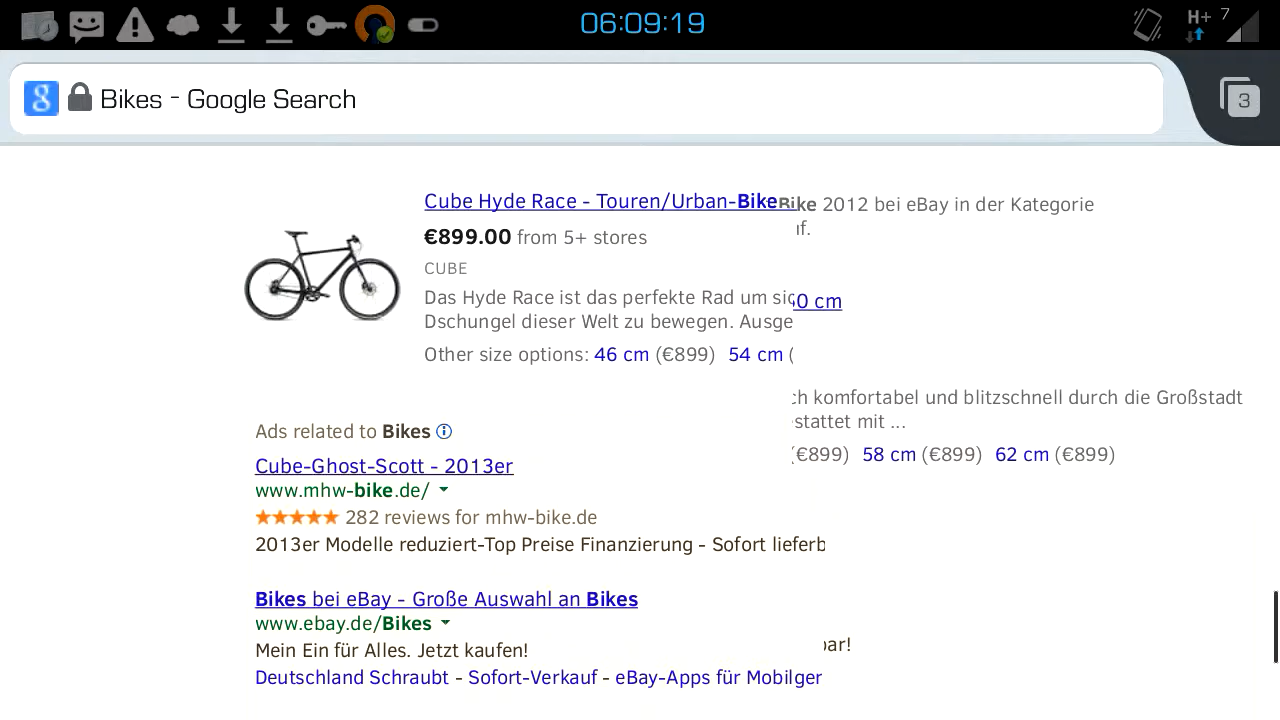 06:09:19
H+ 7
g Bikes - Google Search
3
Cube Hyde Race - Touren/Urban-Bike
Bike 2012 bei eBay in der Kategorie
€899.00 from 5+ stores
CUBE
Das Hyde Race ist das perfekte Rad um
0 cm
Dschungel dieser Welt zu bewegen. Ausge
Other size options: 46 cm (€899) 54 cm (
ch komfortabel und blitzschnell durch die Großstadt
stattet mit ...
(€899) 58 cm (€899) 62 cm (€899)
Ads related to Bikes
Cube-Ghost-Scott - 2013er
www.mhw-bike.de/
282 reviews for mhw-bike.de
2013er Modelle reduziert-Top Preise Finanzierung - Sofort lieferb
Bikes bei eBay - Große Auswahl an Bikes
www.ebay.de/Bikes
Mein Ein für Alles. Jetzt kaufen!
bar!
Deutschland Schraubt - Sofort-Verkauf - eBay-Apps für Mobilger